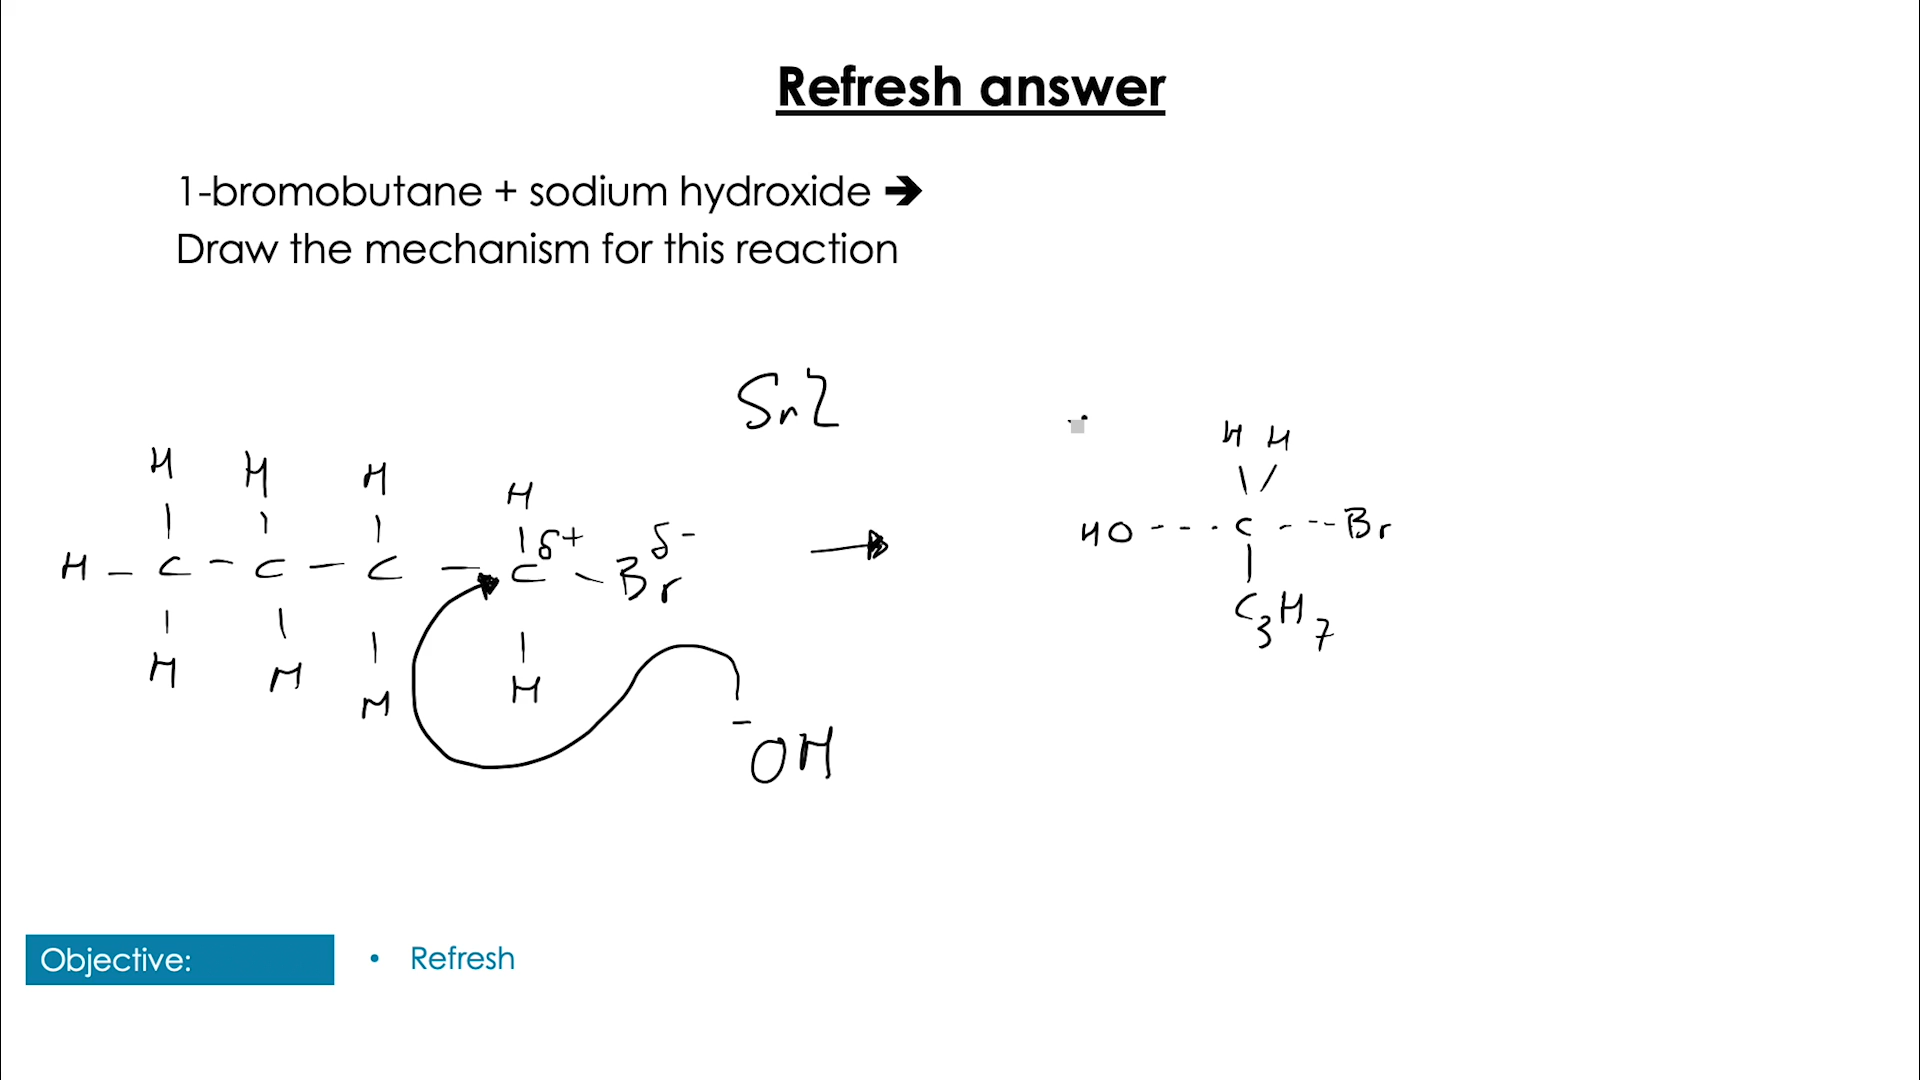 Refresh answer
1-bromobutane + sodium hydroxide ➔
Draw the mechanism for this reaction
Sn2
H H H H
H - C - C - C - C δ+ - Br δ-
H H H H
-OH
H H
HO --- C --- Br
C3H7
Objective:
• Refresh